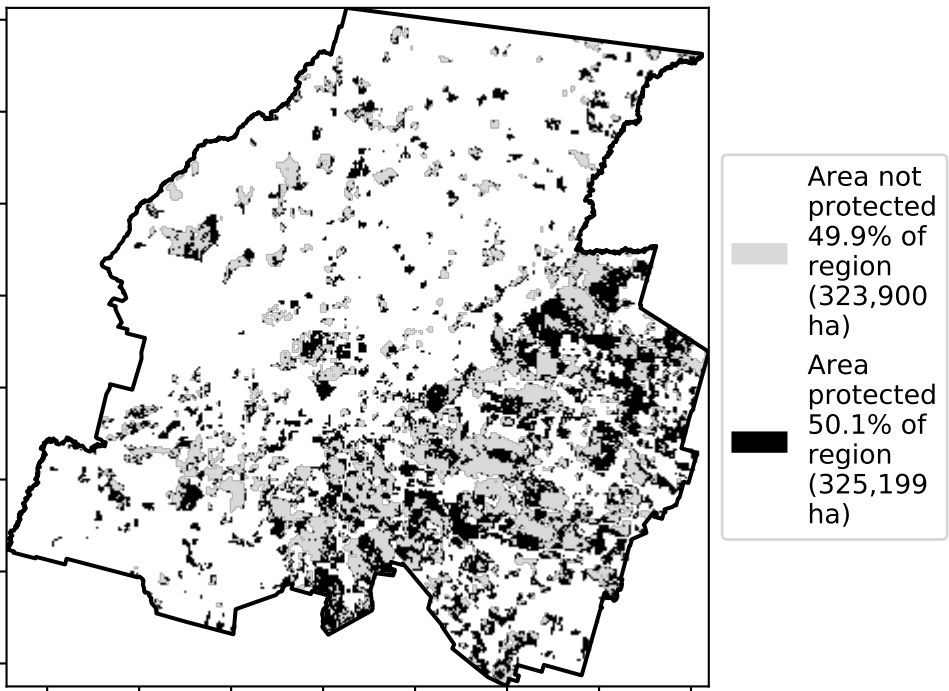 Area not
protected
49.9% of
region
(323,900
ha)
Area
protected
50.1% of
region
(325,199
ha)